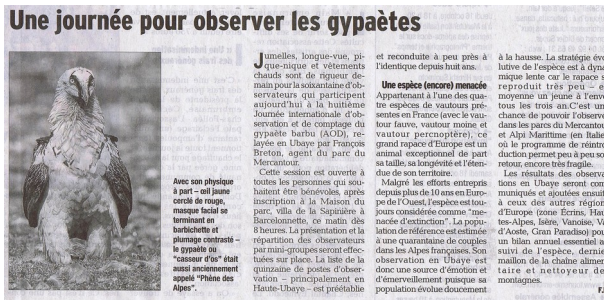 Une journée pour observer les gypaètes
Avec son physique
à part – œil jaune
cerclé de rouge,
masque facial se
terminant en
barbichette et
plumage contrasté –
le gypaète ou
"casseur d'os" était
aussi anciennement
appelé "Phène des
Alpes".
Jumelles, longue-vue, pi-
que-nique et vêtements
chauds sont de rigueur de-
main pour la soixantaine d'ob-
servateurs qui participent
aujourd'hui à la huitième
Journée internationale d'ob-
servation et de comptage du
gypaète barbu (AOD), re-
layée en Ubaye par François
Breton, agent du parc du
Mercantour.
Cette session est ouverte à
toutes les personnes qui sou-
haitent être bénévoles, après
inscription à la Maison du
parc, villa de la Sapinière à
Barcelonnette, ce matin dès
8 heures. La présentation et la
répartition des observateurs
par mini-groupes seront effec-
tuées sur place. La liste de la
quinzaine de postes d'obser-
vation – principalement en
Haute-Ubaye – est préétablie
et reconduite à peu près à
l'identique depuis huit ans.
Une espèce (encore) menacée
Appartenant à l'une des qua-
tre espèces de vautours pré-
sentes en France (avec le vau-
tour fauve, vautour moine et
vautour percnoptère), ce
grand rapace d'Europe est un
animal exceptionnel de part
sa taille, sa longévité et l'éten-
due de son territoire.
Malgré les efforts entrepris
depuis plus de 10 ans en Euro-
pe de l'Ouest, l'espèce est tou-
jours considérée comme "me-
nacée d'extinction". La popu-
lation de référence est estimée
à une quarantaine de couples
dans les Alpes françaises. Son
observation en Ubaye est
donc une source d'émotion et
d'émerveillement puisque sa
population évolue doucement
à la hausse. La stratégie évo
lutive de l'espèce est à dyna
mique lente car le rapace s
reproduit très peu – e
moyenne un jeune à l'env
tous les trois an.C'est un
chance de pouvoir l'observe
dans les parcs du Mercantou
et Alpi Marittime (en Italie
où le programme de réintro
duction permet peu à peu so
retour, encore très fragile.
Les résultats des observa
tions en Ubaye seront com
muniqués et ajoutées ensuit
à ceux des autres région
d'Europe (zone Ecrins, Hau
tes-Alpes, Isère, Vanoise, Va
d'Aoste, Gran Paradiso) pou
un bilan annuel essentiel a
suivi de l'espèce, dernie
maillon de la chaîne alimen
taire et nettoyeur de
montagnes.
F.